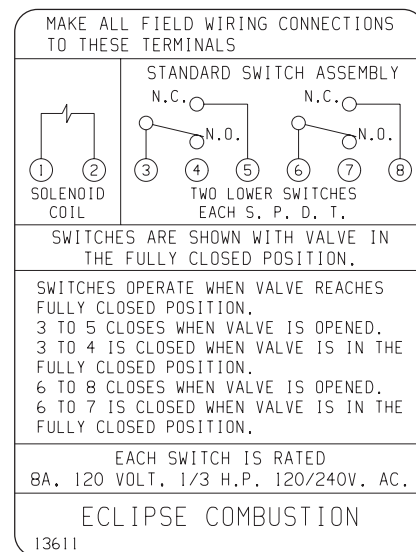 MAKE ALL FIELD WIRING CONNECTIONS
TO THESE TERMINALS
STANDARD SWITCH ASSEMBLY
N.C. N.C.
N.O. N.O.
1 2 3 4 5 6 7 8
SOLENOID
COIL
TWO LOWER SWITCHES
EACH S. P. D. T.
SWITCHES ARE SHOWN WITH VALVE IN
THE FULLY CLOSED POSITION.
SWITCHES OPERATE WHEN VALVE REACHES
FULLY CLOSED POSITION.
3 TO 5 CLOSES WHEN VALVE IS OPENED.
3 TO 4 IS CLOSED WHEN VALVE IS IN THE
FULLY CLOSED POSITION.
6 TO 8 CLOSES WHEN VALVE IS OPENED.
6 TO 7 IS CLOSED WHEN VALVE IS IN THE
FULLY CLOSED POSITION.
EACH SWITCH IS RATED
8A. 120 VOLT. 1/3 H.P. 120/240V. AC.
ECLIPSE COMBUSTION
13611